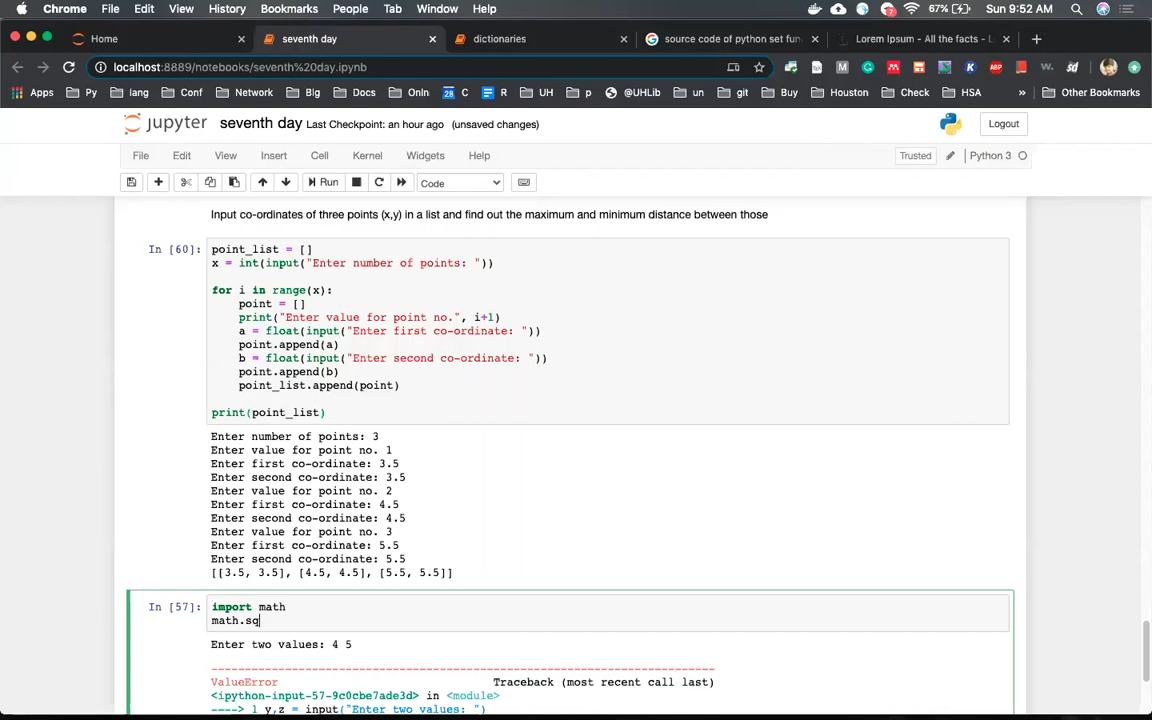 Chrome File Edit View History Bookmarks People Tab Window Help 7 67% Sun 9:52 AM
Home seventh day dictionaries source code of python set fun Lorem Ipsum - All the facts - L
localhost:8889/notebooks/seventh%20day.ipynb
Apps Py lang Conf Network Blg Docs OnIn 28 C R UH p @UHLib un git Buy Houston Check HSA » Other Bookmarks
jupyter seventh day Last Checkpoint: an hour ago (unsaved changes) Logout
File Edit View Insert Cell Kernel Widgets Help Trusted Python 3
Run Code
Input co-ordinates of three points (x,y) in a list and find out the maximum and minimum distance between those
In [60]: point_list = []
x = int(input("Enter number of points: "))
for i in range(x):
point = []
print("Enter value for point no.", i+1)
a = float(input("Enter first co-ordinate: "))
point.append(a)
b = float(input("Enter second co-ordinate: "))
point.append(b)
point_list.append(point)
print(point_list)
Enter number of points: 3
Enter value for point no. 1
Enter first co-ordinate: 3.5
Enter second co-ordinate: 3.5
Enter value for point no. 2
Enter first co-ordinate: 4.5
Enter second co-ordinate: 4.5
Enter value for point no. 3
Enter first co-ordinate: 5.5
Enter second co-ordinate: 5.5
[[3.5, 3.5], [4.5, 4.5], [5.5, 5.5]]
In [57]: import math
math.sq
Enter two values: 4 5
---------------------------------------------------------------------------
ValueError Traceback (most recent call last)
<ipython-input-57-9c0cbe7ade3d> in <module>
----> 1 y,z = input("Enter two values: ")